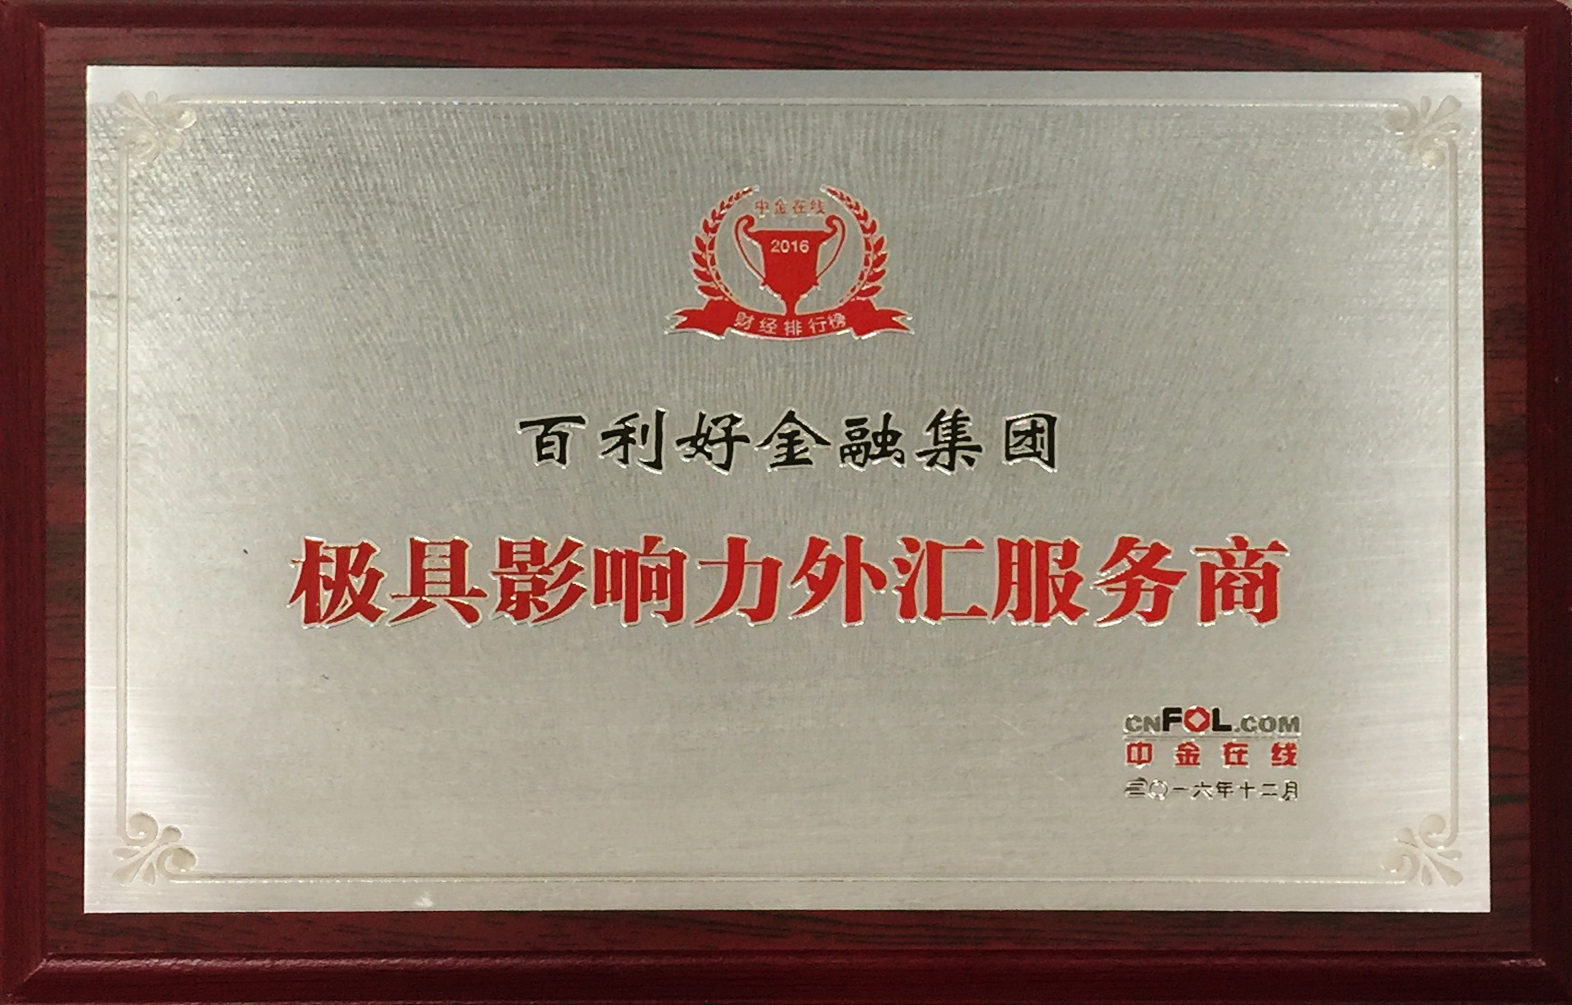 中金在线
2016
财经排行榜
百利好金融集团
极具影响力外汇服务商
CNFOL.COM
中金在线
二〇一六年十二月